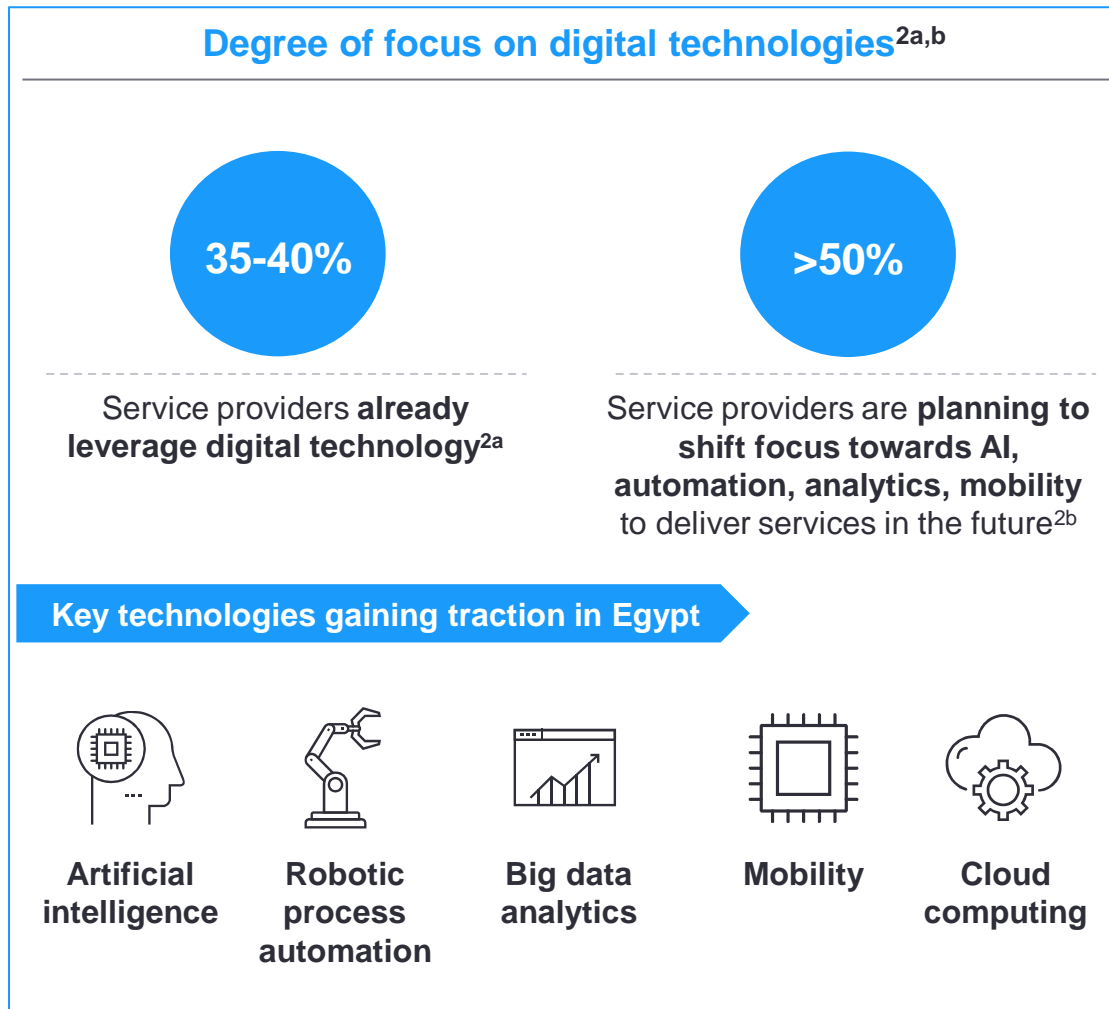 Degree of focus on digital technologies2a,b
35-40%
>50%
Service providers already
leverage digital technology2a
Service providers are planning to
shift focus towards AI,
automation, analytics, mobility
to deliver services in the future2b
Key technologies gaining traction in Egypt
Artificial
intelligence
Robotic
process
automation
Big data
analytics
Mobility
Cloud
computing